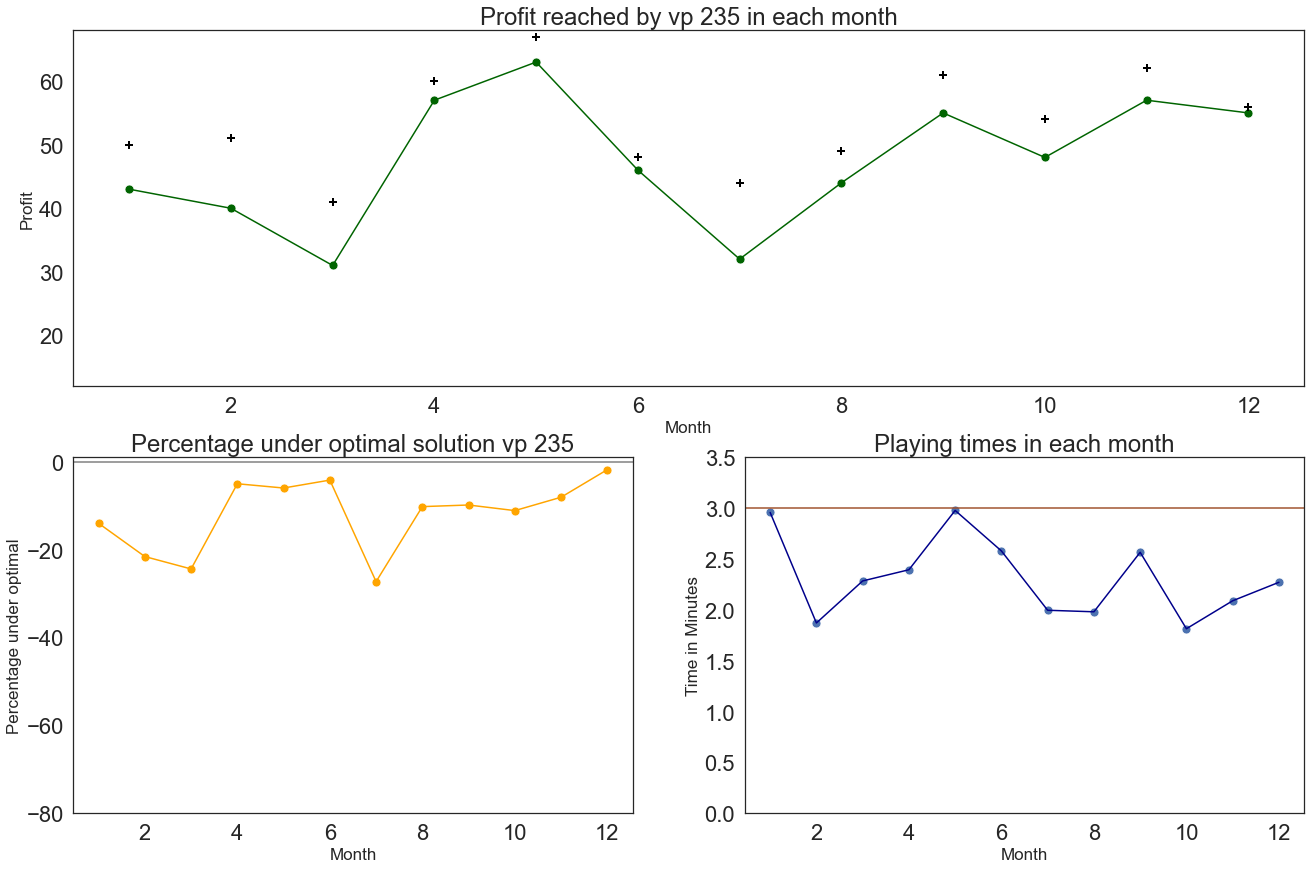 Profit reached by vp 235 in each month
60
50
40
30
20
Profit
2 4 6 8 10 12
Month
Percentage under optimal solution vp 235
0
−20
−40
−60
−80
Percentage under optimal
2 4 6 8 10 12
Month
Playing times in each month
3.5
3.0
2.5
2.0
1.5
1.0
0.5
0.0
Time in Minutes
2 4 6 8 10 12
Month